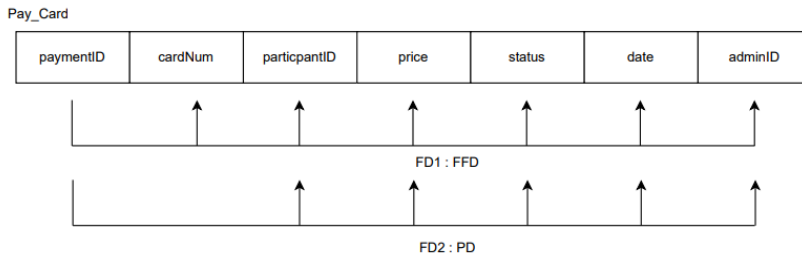 Pay_Card
paymentID cardNum particpantID price status date adminID
FD1 : FFD
FD2 : PD